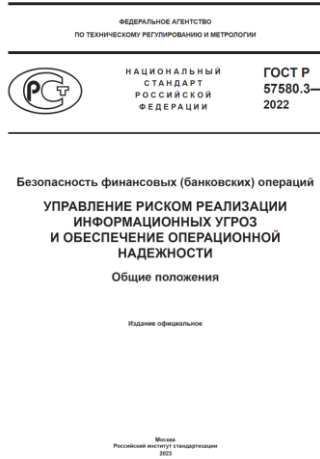 ФЕДЕРАЛЬНОЕ АГЕНТСТВО
ПО ТЕХНИЧЕСКОМУ РЕГУЛИРОВАНИЮ И МЕТРОЛОГИИ
НАЦИОНАЛЬНЫЙ
СТАНДАРТ
РОССИЙСКОЙ
ФЕДЕРАЦИИ
ГОСТ Р
57580.3—
2022
Безопасность финансовых (банковских) операций
УПРАВЛЕНИЕ РИСКОМ РЕАЛИЗАЦИИ
ИНФОРМАЦИОННЫХ УГРОЗ
И ОБЕСПЕЧЕНИЕ ОПЕРАЦИОННОЙ
НАДЕЖНОСТИ
Общие положения
Издание официальное
Москва
Российский институт стандартизации
2023